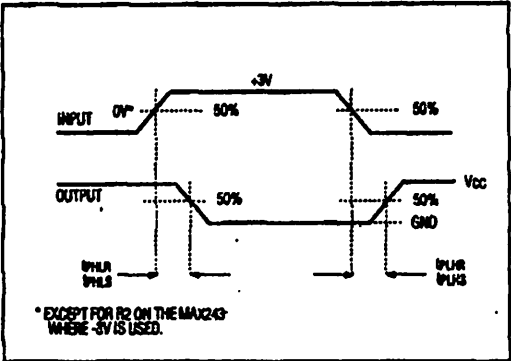 +3V
INPUT 0V* 50% 50%
OUTPUT 50% 50% VCC
GND
tPHLR
tPHLS
tPLHR
tPLHS
* EXCEPT FOR R2 ON THE MAX243
WHERE -3V IS USED.